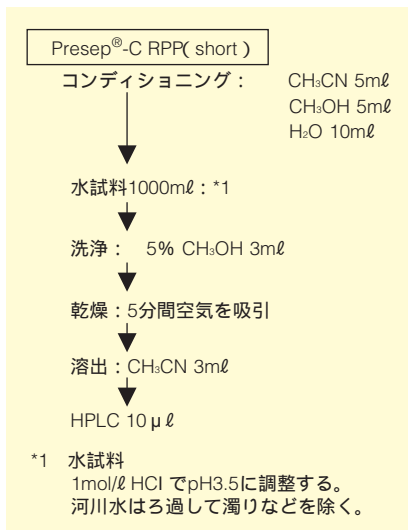 Presep®-C RPP(short)
コンディショニング： CH₃CN 5mℓ
CH₃OH 5mℓ
H₂O 10mℓ
水試料1000mℓ：*1
洗浄： 5% CH₃OH 3mℓ
乾燥：5分間空気を吸引
溶出：CH₃CN 3mℓ
HPLC 10μℓ
*1 水試料
1mol/ℓ HCl でpH3.5に調整する。
河川水はろ過して濁りなどを除く。